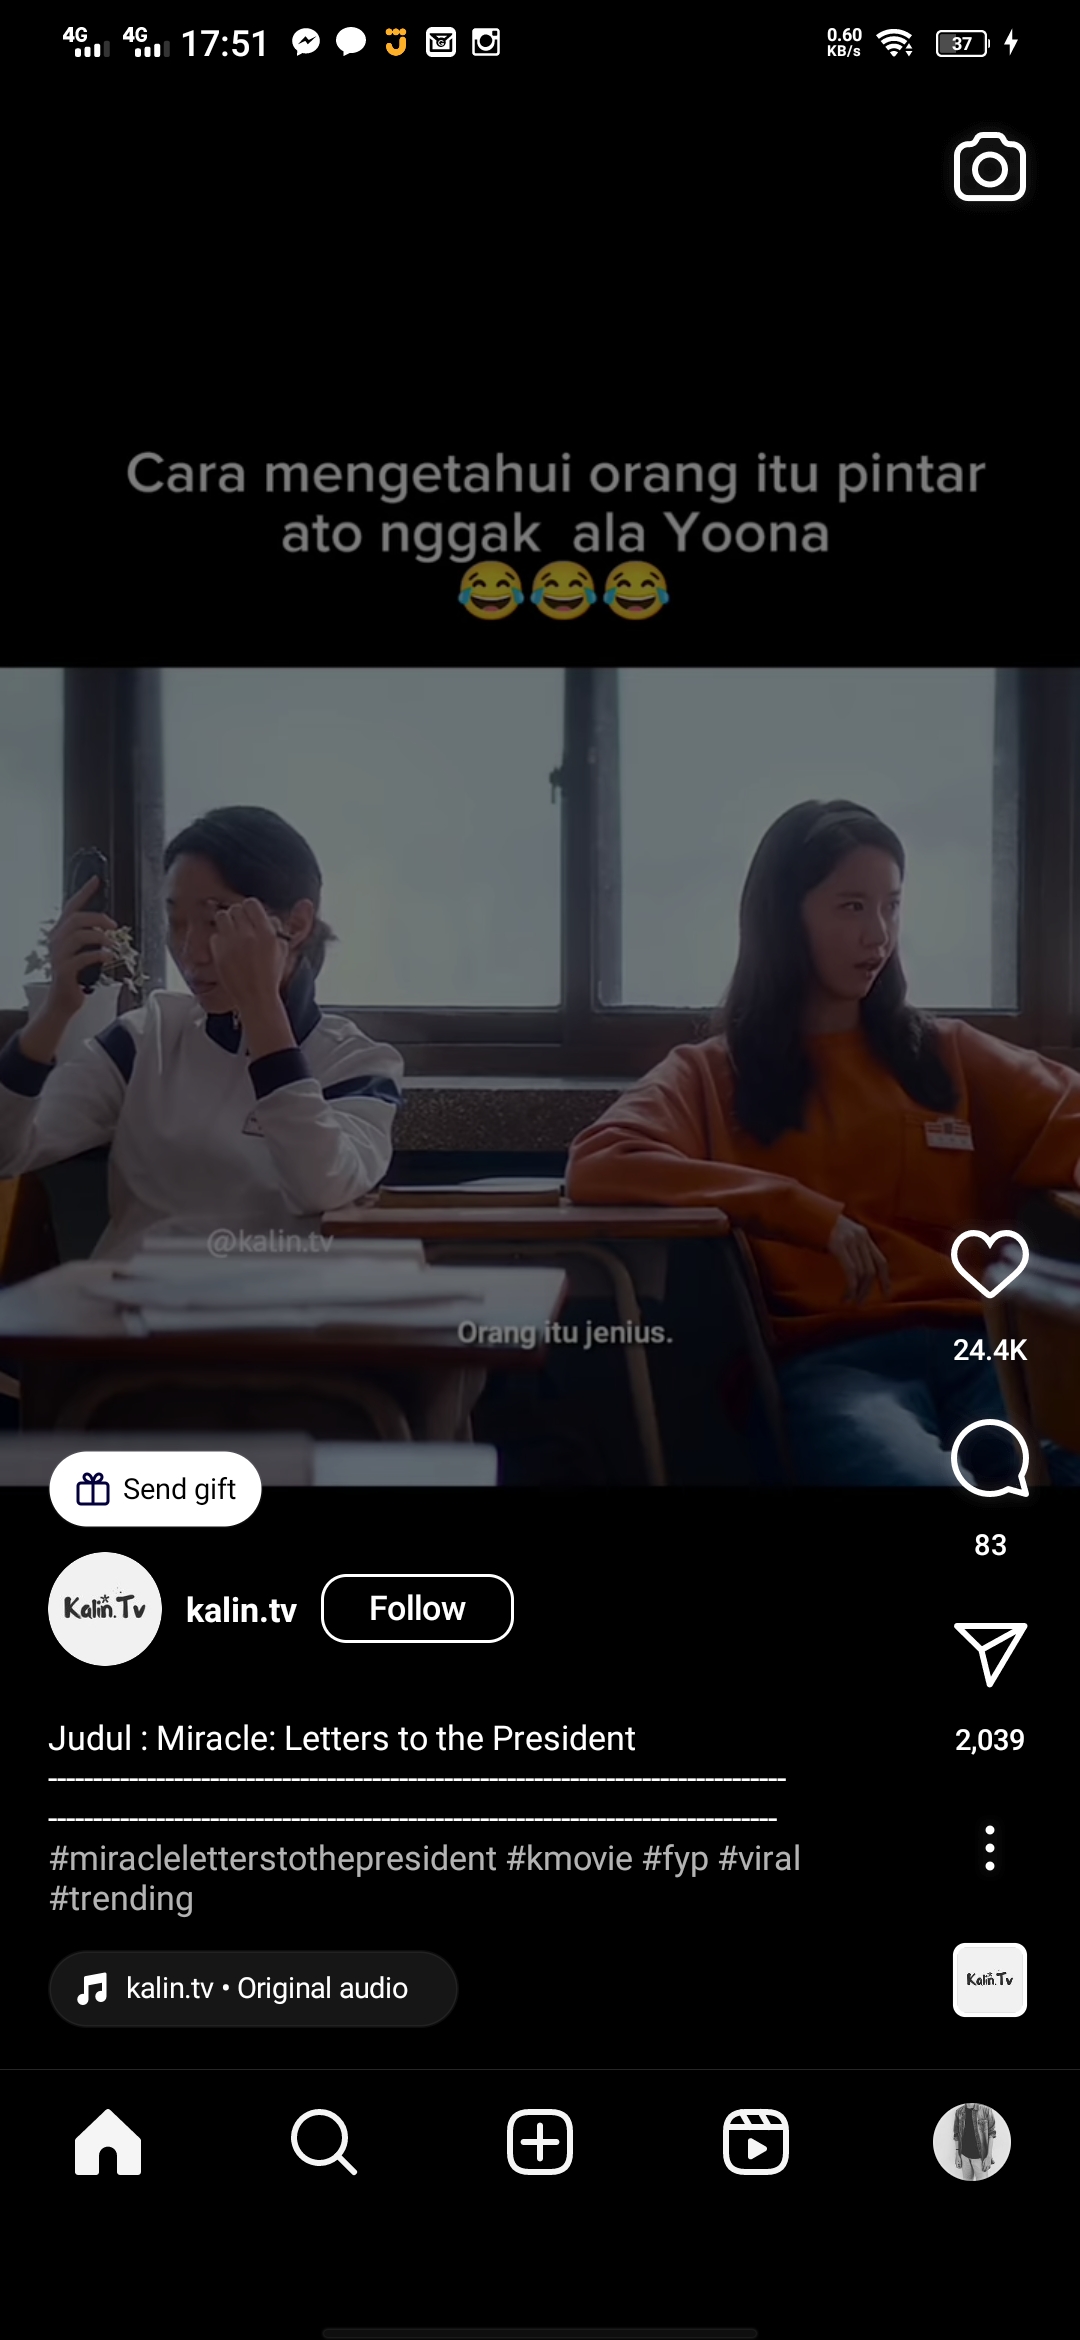 4G 4G 17:51 0.60 KB/s 37
Cara mengetahui orang itu pintar
ato nggak ala Yoona
😂😂😂
@kalin.tv
Orang itu jenius.
24.4K
Send gift
83
Kalin.Tv kalin.tv Follow
Judul : Miracle: Letters to the President
2,039
----------------------------------------------------------------------------------
---------------------------------------------------------------------------------
#miracleletterstothepresident #kmovie #fyp #viral
#trending
kalin.tv • Original audio
Kalin.Tv